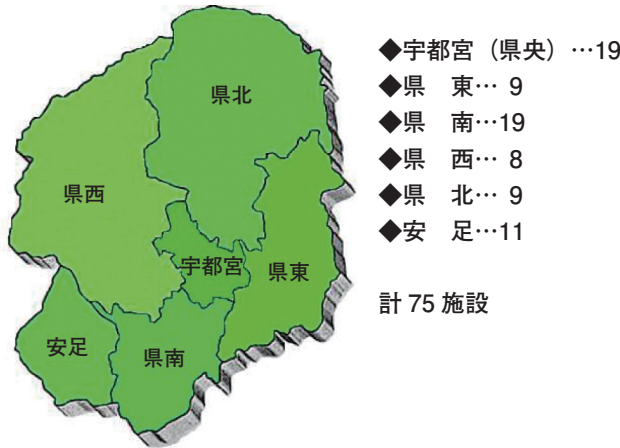 県北
県西
宇都宮
県東
安足
県南
◆宇都宮（県央）…19
◆県　東… 9
◆県　南…19
◆県　西… 8
◆県　北… 9
◆安　足…11
計 75 施設